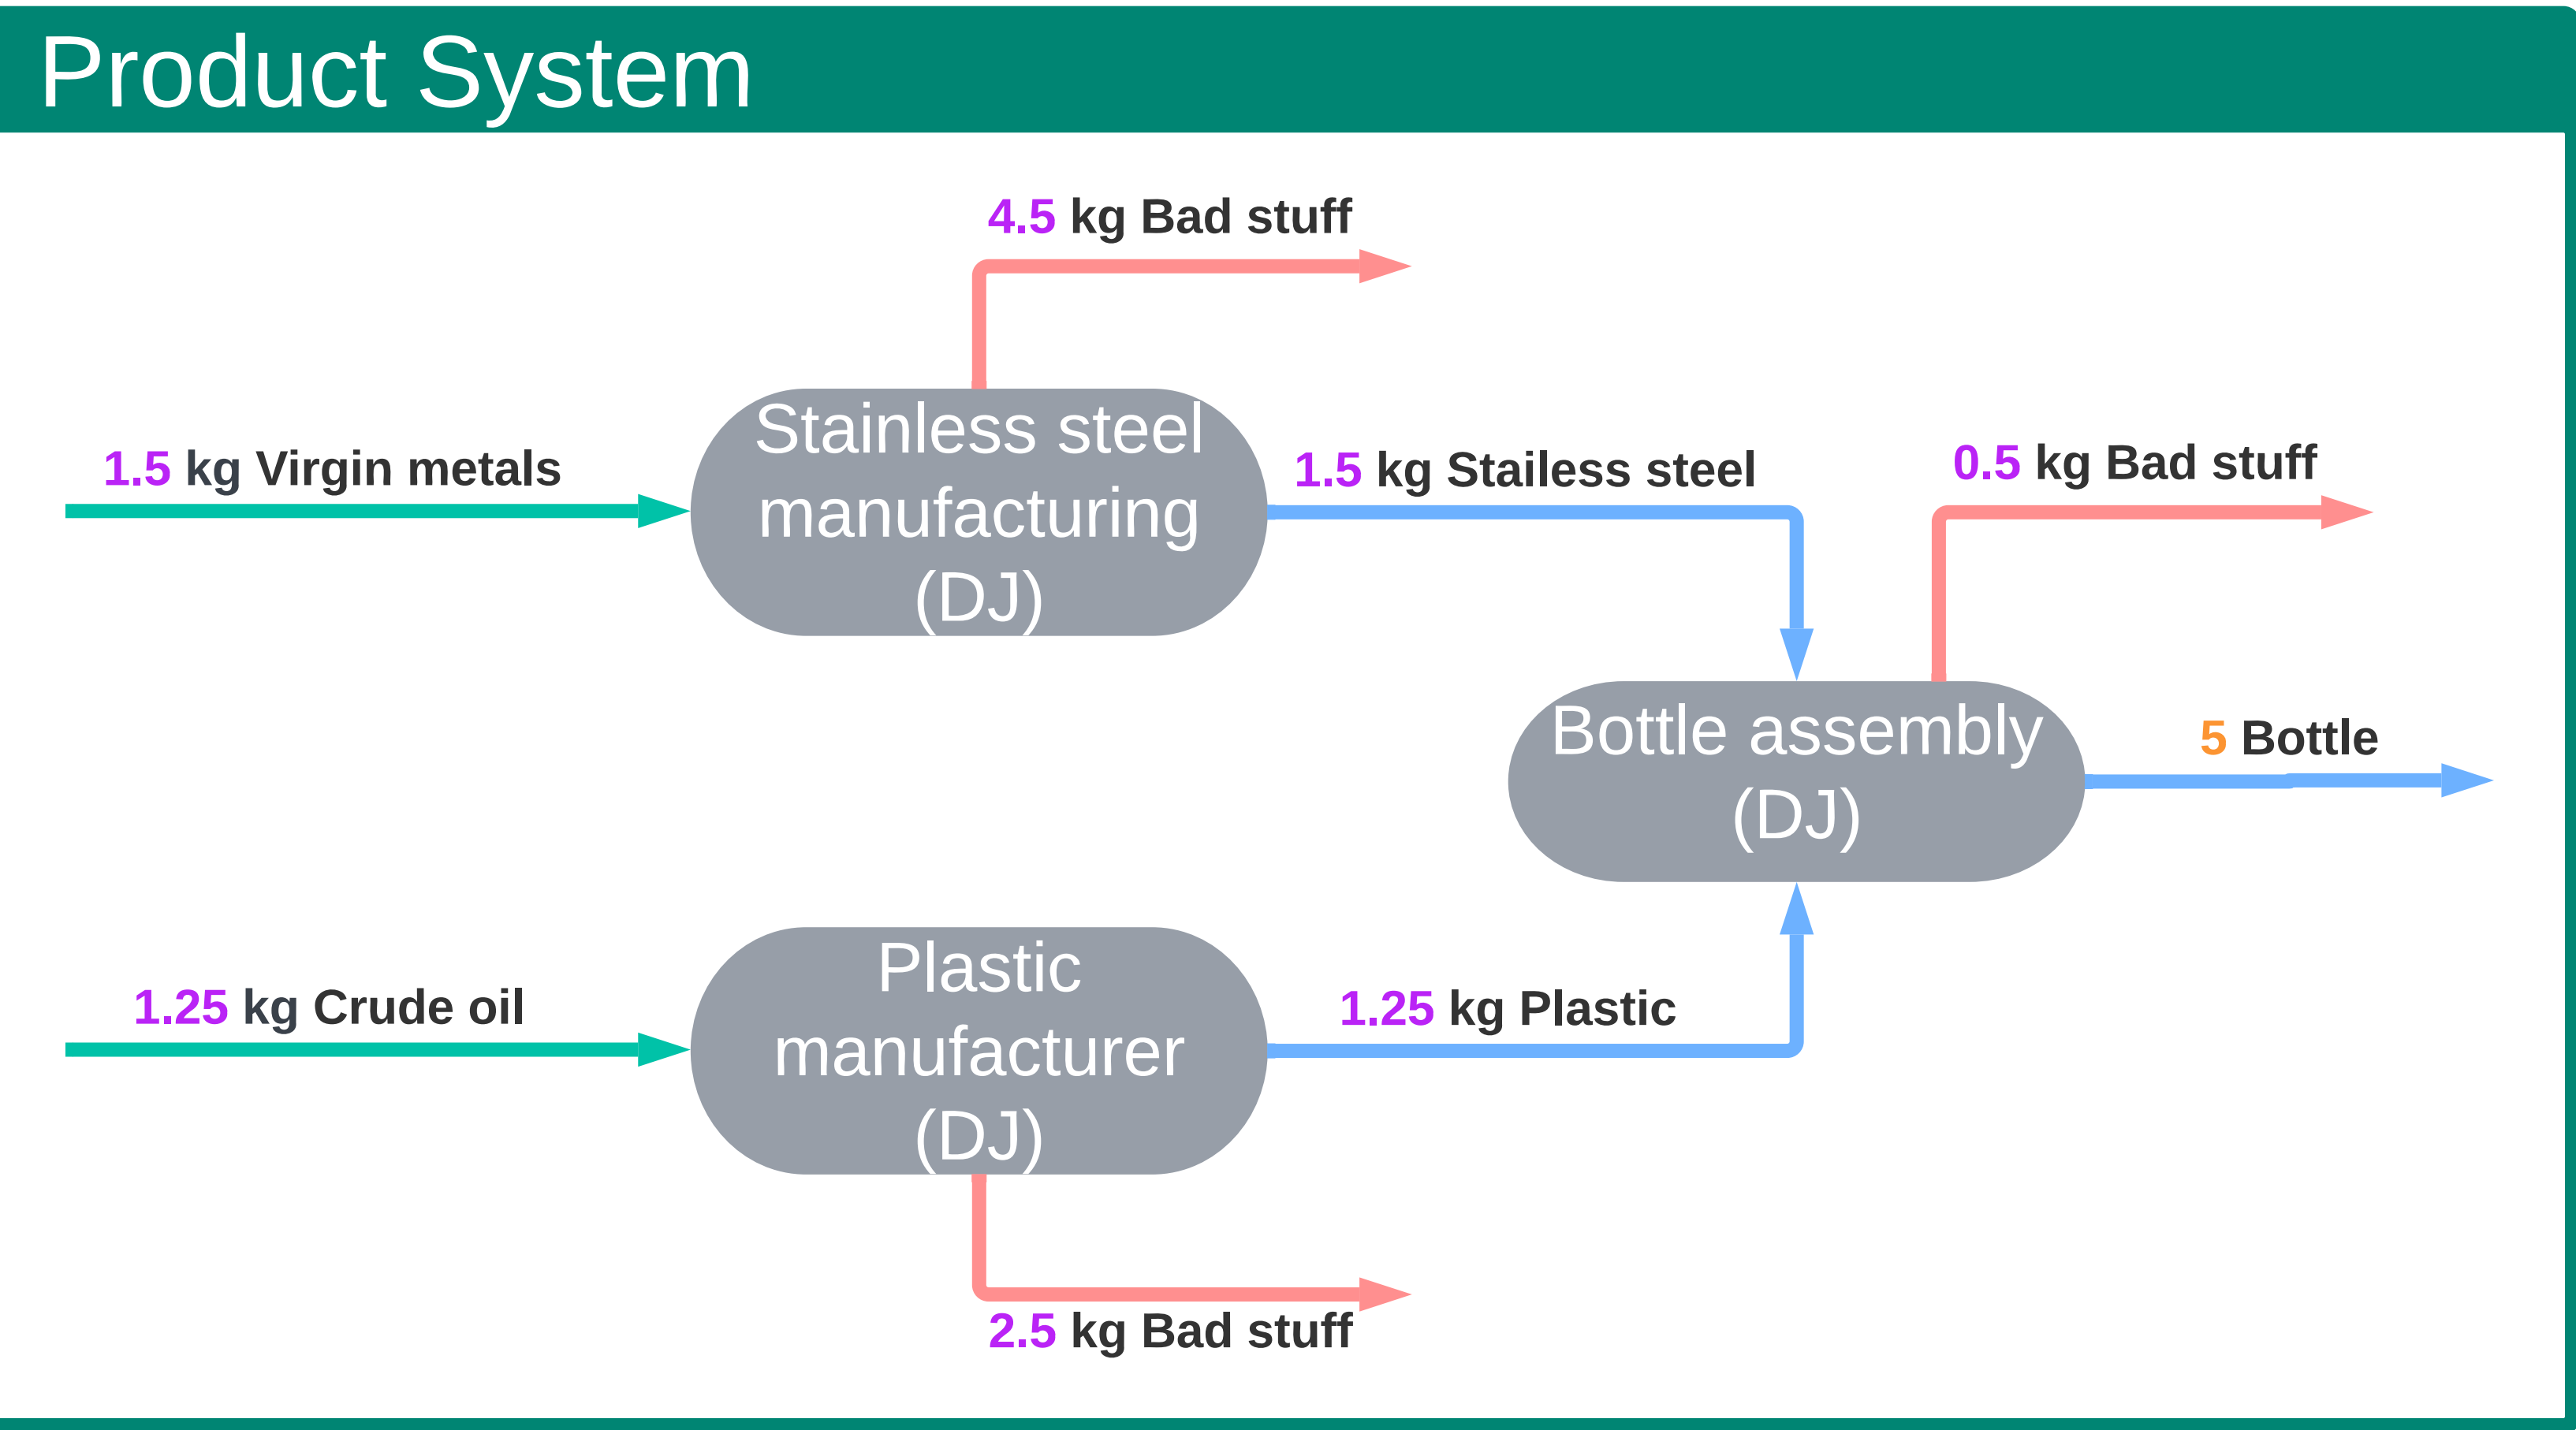 Product System
4.5 kg Bad stuff
1.5 kg Virgin metals
Stainless steel
manufacturing
(DJ)
1.5 kg Stailess steel
0.5 kg Bad stuff
Bottle assembly
(DJ)
5 Bottle
1.25 kg Crude oil
Plastic
manufacturer
(DJ)
1.25 kg Plastic
2.5 kg Bad stuff